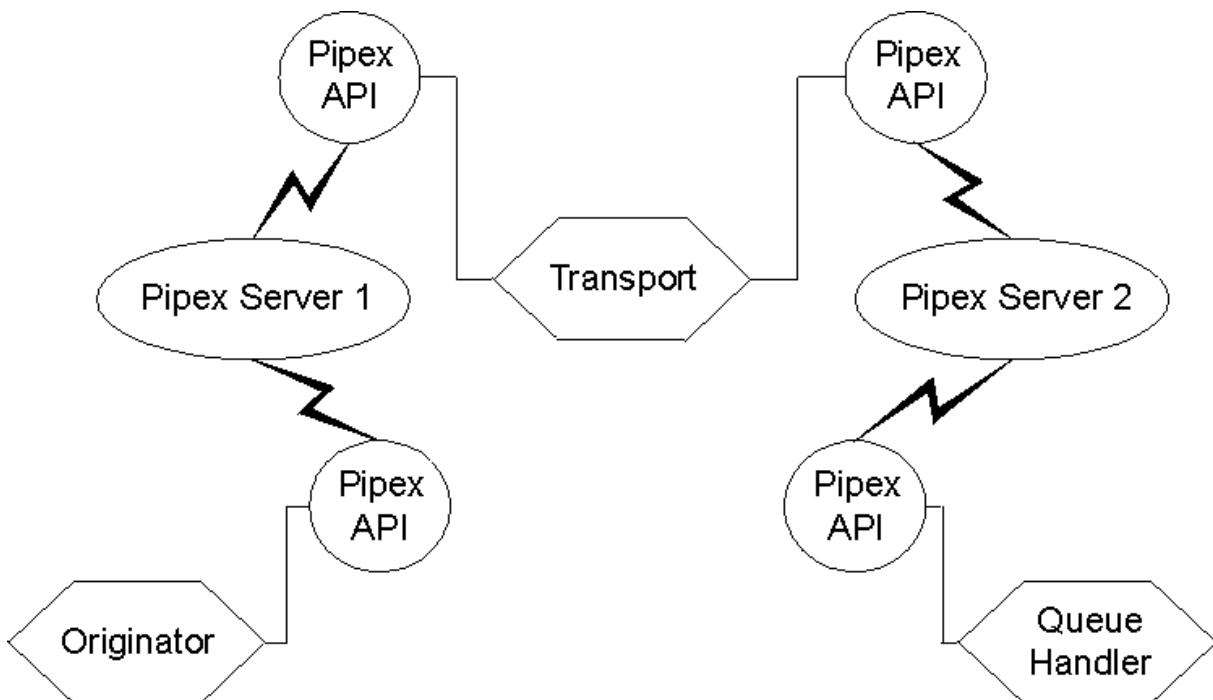 Pipex
API
Pipex
API
Transport
Pipex Server 1
Pipex Server 2
Pipex
API
Pipex
API
Originator
Queue
Handler